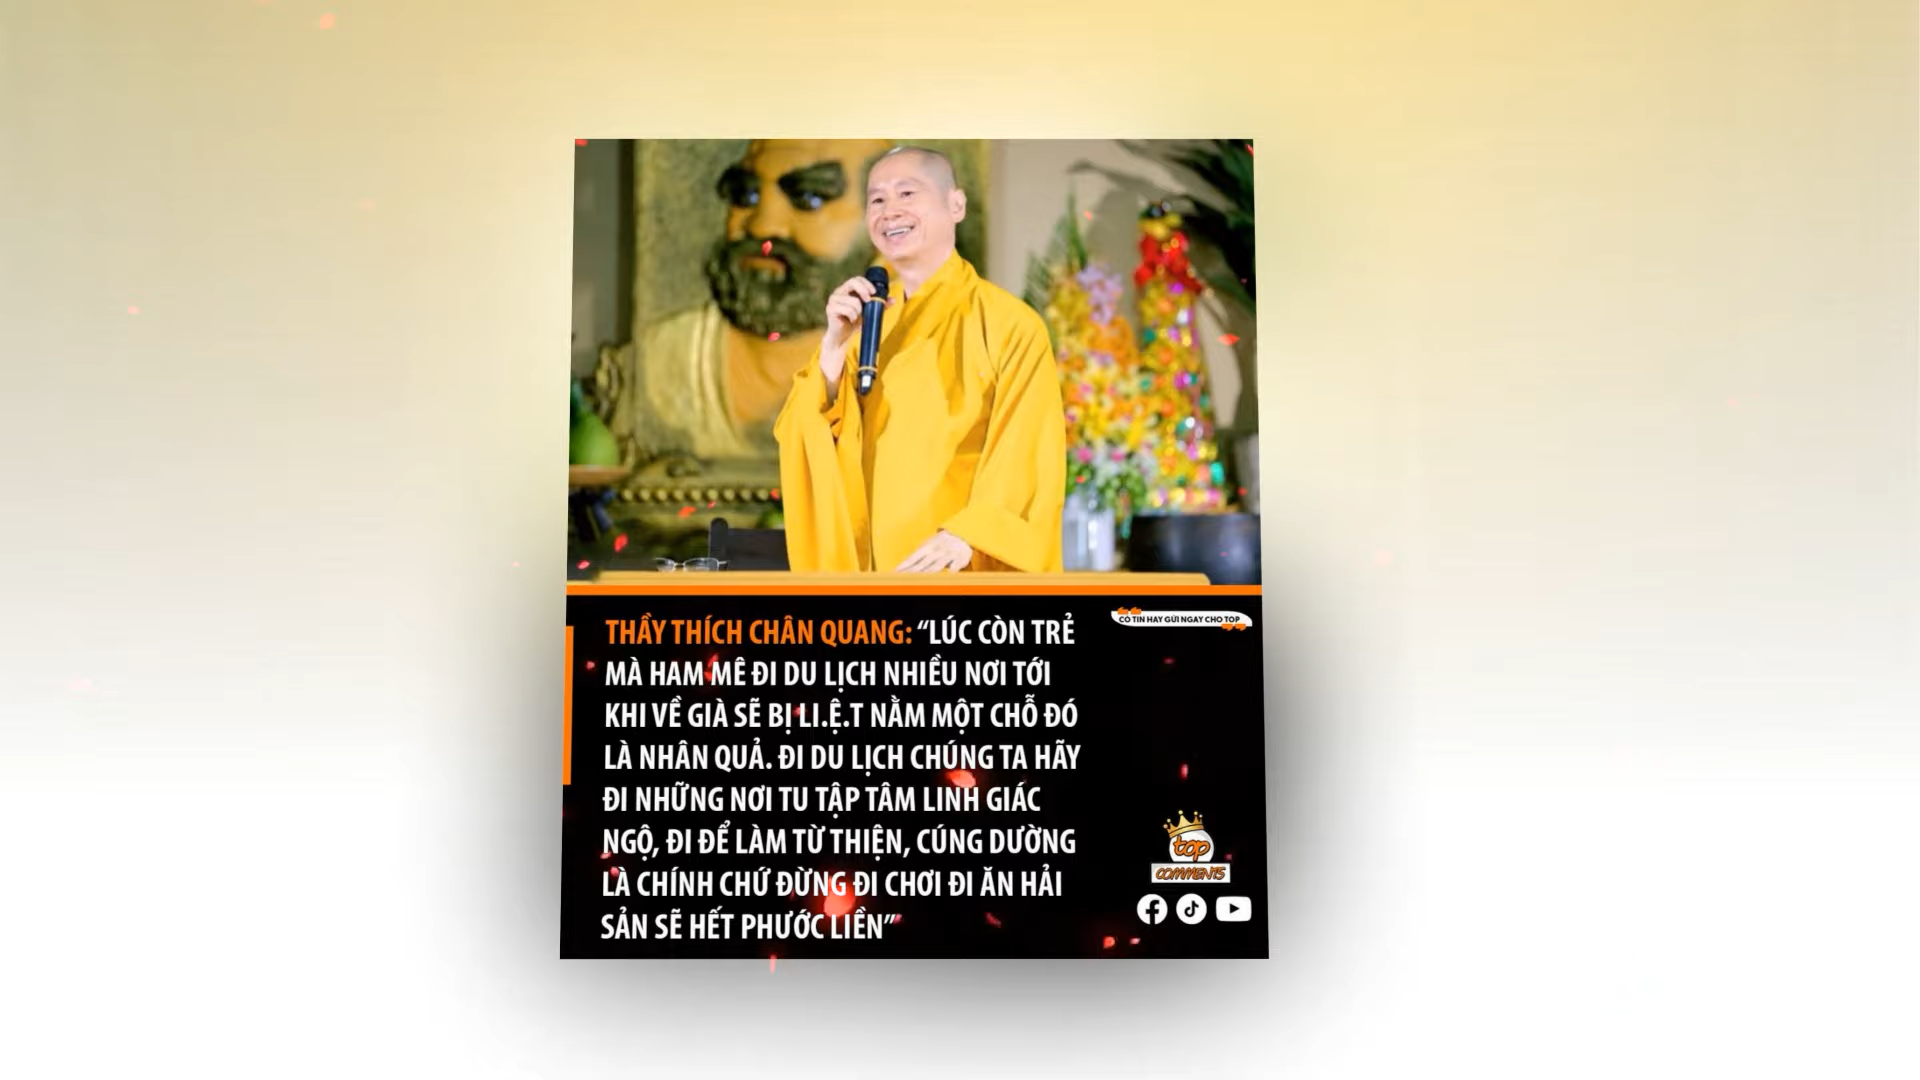 THẦY THÍCH CHÂN QUANG: “LÚC CÒN TRẺ
MÀ HAM MÊ ĐI DU LỊCH NHIỀU NƠI TỚI
KHI VỀ GIÀ SẼ BỊ LI.Ệ.T NẰM MỘT CHỖ ĐÓ
LÀ NHÂN QUẢ. ĐI DU LỊCH CHÚNG TA HÃY
ĐI NHỮNG NƠI TU TẬP TÂM LINH GIÁC
NGỘ, ĐI ĐỂ LÀM TỪ THIỆN, CÚNG DƯỜNG
LÀ CHÍNH CHỨ ĐỪNG ĐI CHƠI ĐI ĂN HẢI
SẢN SẼ HẾT PHƯỚC LIỀN”
CÓ TIN HAY GỬI NGAY CHO TOP
top
COMMENTS